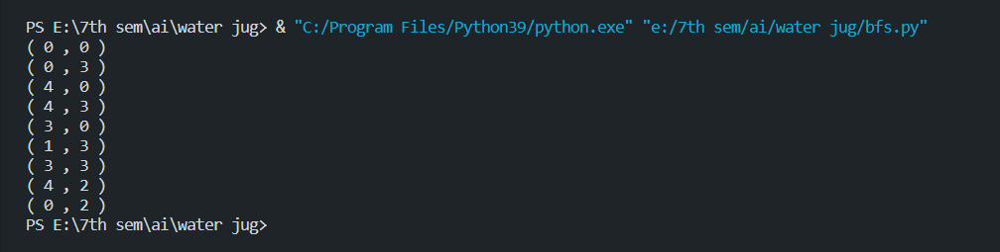 PS E:\7th sem\ai\water jug> & "C:/Program Files/Python39/python.exe" "e:/7th sem/ai/water jug/bfs.py"
( 0 , 0 )
( 0 , 3 )
( 4 , 0 )
( 4 , 3 )
( 3 , 0 )
( 1 , 3 )
( 3 , 3 )
( 4 , 2 )
( 0 , 2 )
PS E:\7th sem\ai\water jug>